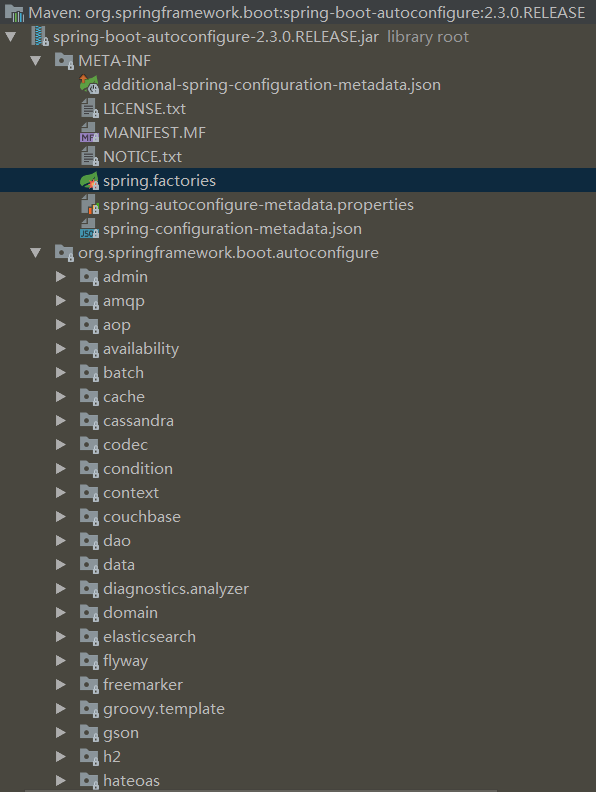 Maven: org.springframework.boot:spring-boot-autoconfigure:2.3.0.RELEASE
spring-boot-autoconfigure-2.3.0.RELEASE.jar library root
META-INF
additional-spring-configuration-metadata.json
LICENSE.txt
MANIFEST.MF
NOTICE.txt
spring.factories
spring-autoconfigure-metadata.properties
spring-configuration-metadata.json
org.springframework.boot.autoconfigure
admin
amqp
aop
availability
batch
cache
cassandra
codec
condition
context
couchbase
dao
data
diagnostics.analyzer
domain
elasticsearch
flyway
freemarker
groovy.template
gson
h2
hateoas